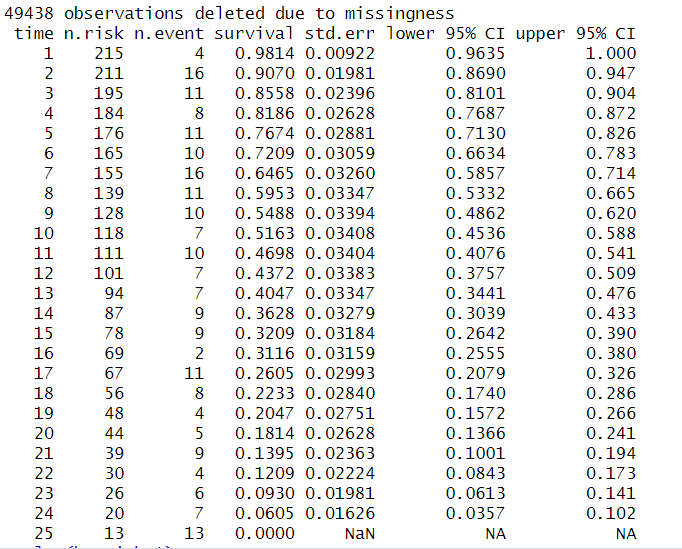 49438 observations deleted due to missingness
time n.risk n.event survival std.err lower 95% CI upper 95% CI
1 215 4 0.9814 0.00922 0.9635 1.000
2 211 16 0.9070 0.01981 0.8690 0.947
3 195 11 0.8558 0.02396 0.8101 0.904
4 184 8 0.8186 0.02628 0.7687 0.872
5 176 11 0.7674 0.02881 0.7130 0.826
6 165 10 0.7209 0.03059 0.6634 0.783
7 155 16 0.6465 0.03260 0.5857 0.714
8 139 11 0.5953 0.03347 0.5332 0.665
9 128 10 0.5488 0.03394 0.4862 0.620
10 118 7 0.5163 0.03408 0.4536 0.588
11 111 10 0.4698 0.03404 0.4076 0.541
12 101 7 0.4372 0.03383 0.3757 0.509
13 94 7 0.4047 0.03347 0.3441 0.476
14 87 9 0.3628 0.03279 0.3039 0.433
15 78 9 0.3209 0.03184 0.2642 0.390
16 69 2 0.3116 0.03159 0.2555 0.380
17 67 11 0.2605 0.02993 0.2079 0.326
18 56 8 0.2233 0.02840 0.1740 0.286
19 48 4 0.2047 0.02751 0.1572 0.266
20 44 5 0.1814 0.02628 0.1366 0.241
21 39 9 0.1395 0.02363 0.1001 0.194
22 30 4 0.1209 0.02224 0.0843 0.173
23 26 6 0.0930 0.01981 0.0613 0.141
24 20 7 0.0605 0.01626 0.0357 0.102
25 13 13 0.0000 NaN NA NA